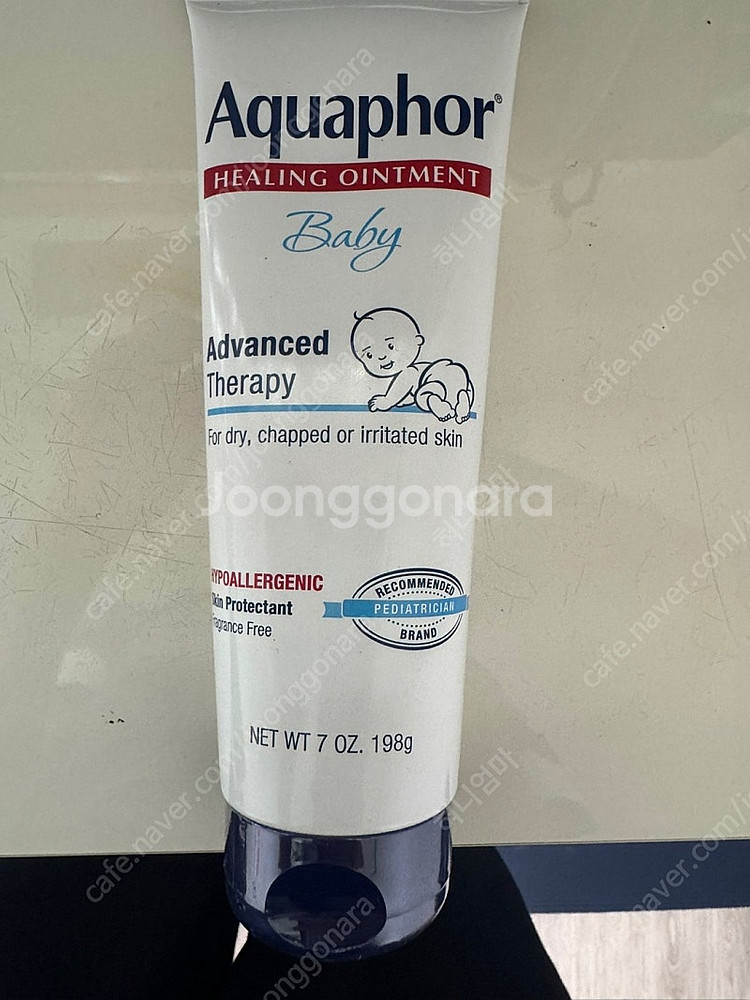 Aquaphor®
HEALING OINTMENT
Baby
Advanced
Therapy
For dry, chapped or irritated skin
Joonggonara
HYPOALLERGENIC
Skin Protectant
Fragrance Free
RECOMMENDED
PEDIATRICIAN
BRAND
NET WT 7 OZ. 198g
cafe.naver.com/joonggonara